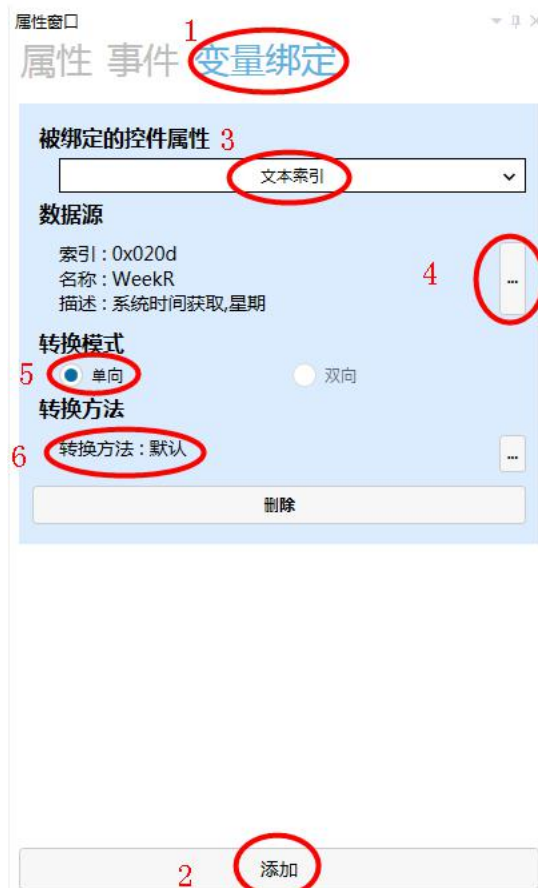 属性窗口
1
属性 事件 变量绑定
被绑定的控件属性 3
文本索引
数据源
索引：0x020d
名称：WeekR
4
...
描述：系统时间获取,星期
转换模式
5 单向 双向
转换方法
6 转换方法：默认 ...
删除
2 添加